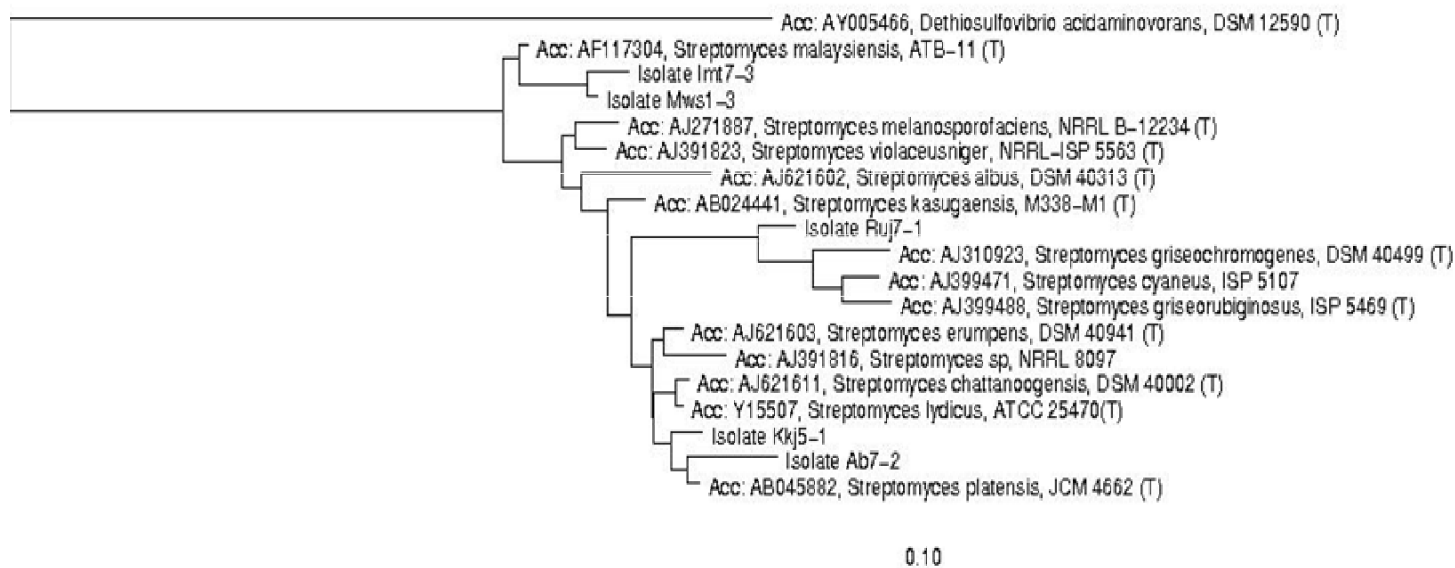 Acc: AY005466, Dethiosulfovibrio acidaminovorans, DSM 12590 (T)
Acc: AF117304, Streptomyces malaysiensis, ATB-11 (T)
Isolate Imt7-3
Isolate Mws1-3
Acc: AJ271887, Streptomyces melanosporofaciens, NRRL B-12234 (T)
Acc: AJ391823, Streptomyces violaceusniger, NRRL-ISP 5563 (T)
Acc: AJ621602, Streptomyces albus, DSM 40313 (T)
Acc: AB024441, Streptomyces kasugaensis, M338-M1 (T)
Isolate Ruj7-1
Acc: AJ310923, Streptomyces griseochromogenes, DSM 40499 (T)
Acc: AJ399471, Streptomyces cyaneus, ISP 5107
Acc: AJ399488, Streptomyces griseorubiginosus, ISP 5469 (T)
Acc: AJ621603, Streptomyces erumpens, DSM 40941 (T)
Acc: AJ391816, Streptomyces sp, NRRL 8097
Acc: AJ621611, Streptomyces chattanoogensis, DSM 40002 (T)
Acc: Y15507, Streptomyces lydicus, ATCC 25470(T)
Isolate Kkj5-1
Isolate Ab7-2
Acc: AB045882, Streptomyces platensis, JCM 4662 (T)
0.10